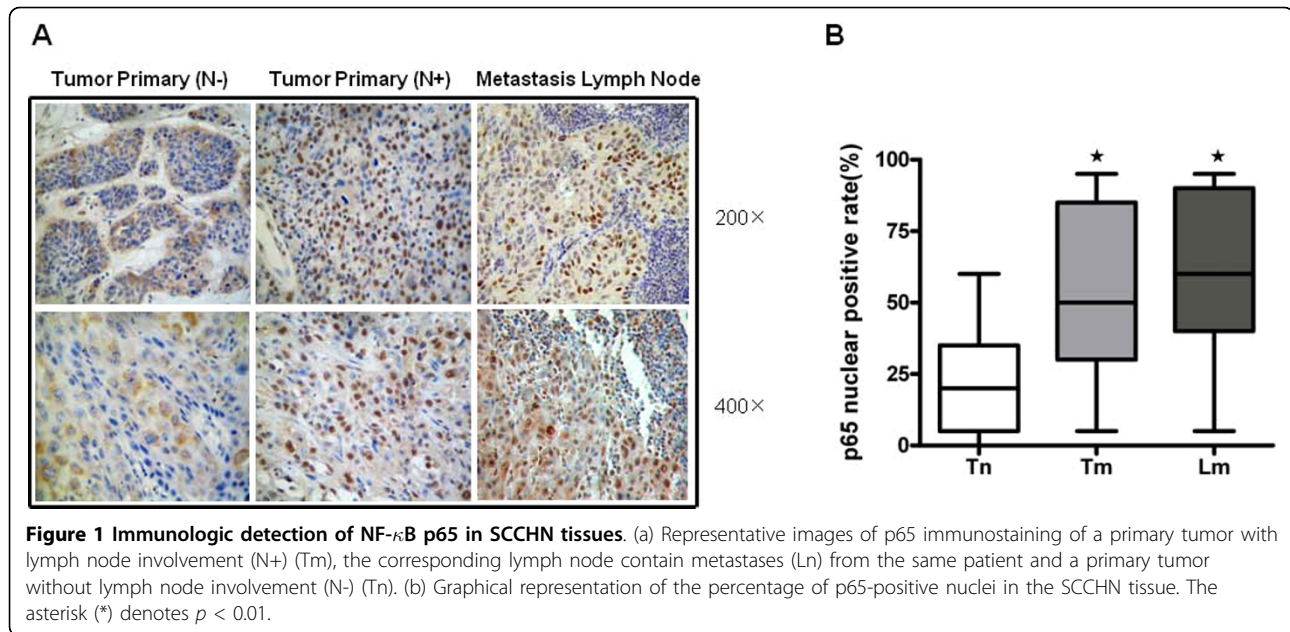 A
B
Tumor Primary (N-) Tumor Primary (N+) Metastasis Lymph Node
200×
400×
p65 nuclear positive rate(%)
100
75
50
25
0
★ ★
Tn Tm Lm
Figure 1 Immunologic detection of NF-κB p65 in SCCHN tissues. (a) Representative images of p65 immunostaining of a primary tumor with
lymph node involvement (N+) (Tm), the corresponding lymph node contain metastases (Ln) from the same patient and a primary tumor
without lymph node involvement (N-) (Tn). (b) Graphical representation of the percentage of p65-positive nuclei in the SCCHN tissue. The
asterisk (*) denotes p < 0.01.